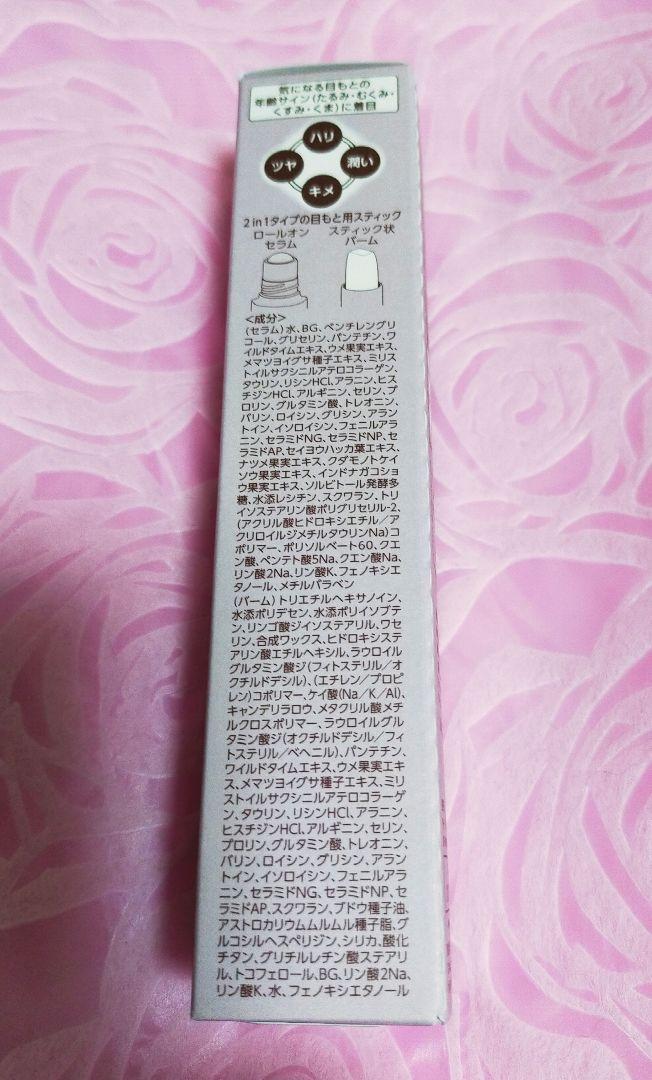 気になる目もとの
年齢サイン(たるみ・むくみ・
くすみ・くま)に着目
ハリ
ツヤ
潤い
キメ
2in1タイプの目もと用スティック
ロールオン
セラム
スティック状
バーム
<成分>
(セラム)水、BG、ペンチレングリ
コール、グリセリン、パンテチン、ワ
イルドタイムエキス、ウメ果実エキス、
メマツヨイグサ種子エキス、ミリス
トイルサクシニルアテロコラーゲン、
タウリン、リシンHCl、アラニン、ヒス
チジンHCl、アルギニン、セリン、プ
ロリン、グルタミン酸、トレオニン、
バリン、ロイシン、グリシン、アラン
トイン、イソロイシン、フェニルアラ
ニン、セラミドNG、セラミドNP、セ
ラミドAP、セイヨウハッカ葉エキス、
ナツメ果実エキス、クダモノトケイ
ソウ果実エキス、インドナガコショ
ウ果実エキス、ソルビトール発酵多
糖、水添レシチン、スクワラン、トリ
イソステアリン酸ポリグリセリル-2、
(アクリル酸ヒドロキシエチル/ア
クリロイルジメチルタウリンNa)コ
ポリマー、ポリソルベート60、クエ
ン酸、ペンテト酸5Na、クエン酸Na、
リン酸2Na、リン酸K、フェノキシエ
タノール、メチルパラベン
(バーム)トリエチルヘキサノイン、
水添ポリデセン、水添ポリイソブテ
ン、リンゴ酸ジイソステアリル、ワセ
リン、合成ワックス、ヒドロキシステ
アリン酸エチルヘキシル、ラウロイル
グルタミン酸ジ(フィトステリル/オ
クチルドデシル)、(エチレン/プロピ
レン)コポリマー、ケイ酸(Na/K/Al)、
キャンデリラロウ、メタクリル酸メチ
ルクロスポリマー、ラウロイルグル
タミン酸ジ(オクチルドデシル/フィ
トステリル/ベヘニル)、パンテチン、
ワイルドタイムエキス、ウメ果実エキ
ス、メマツヨイグサ種子エキス、ミリ
ストイルサクシニルアテロコラーゲ
ン、タウリン、リシンHCl、アラニン、
ヒスチジンHCl、アルギニン、セリン、
プロリン、グルタミン酸、トレオニン、
バリン、ロイシン、グリシン、アラン
トイン、イソロイシン、フェニルアラ
ニン、セラミドNG、セラミドNP、セ
ラミドAP、スクワラン、ブドウ種子油、
アストロカリウムムルムル種子脂、グ
ルコシルヘスペリジン、シリカ、酸化
チタン、グリチルレチン酸ステアリ
ル、トコフェロール、BG、リン酸2Na、
リン酸K、水、フェノキシエタノール